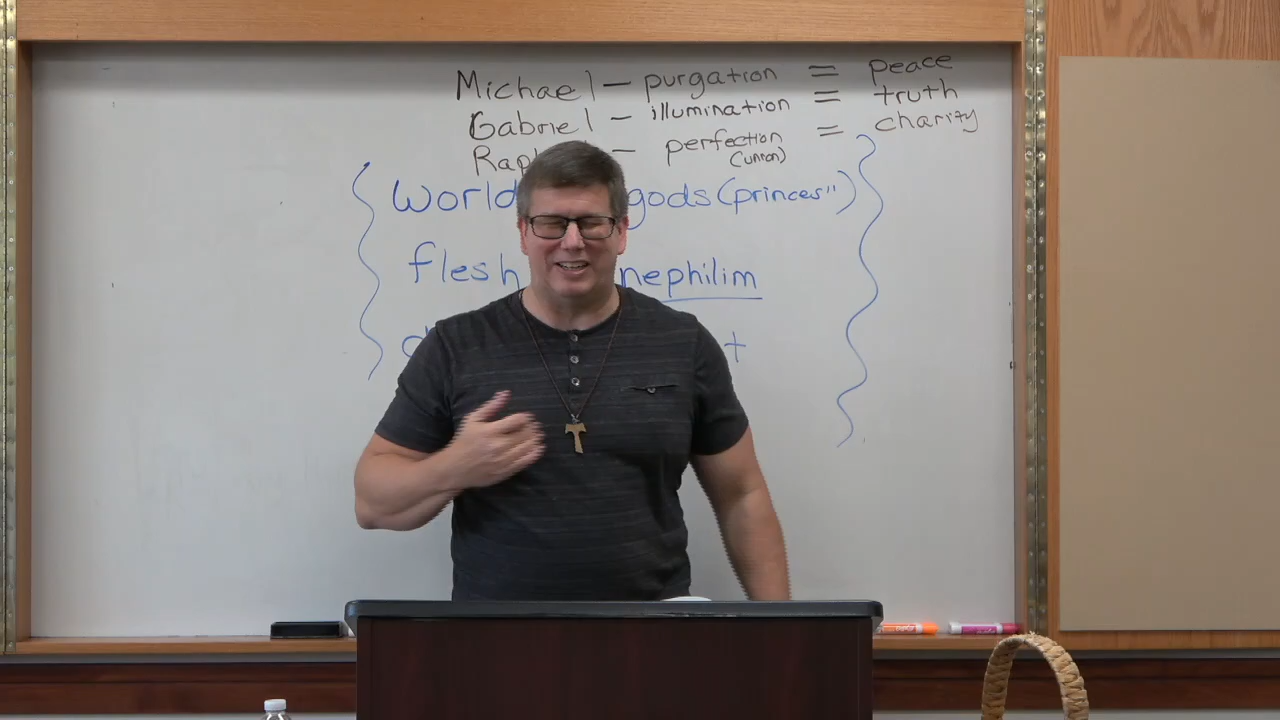 Michael – purgation = peace
Gabriel – illumination = truth
– perfection = charity
(union)
World gods (princes")
flesh nephilim